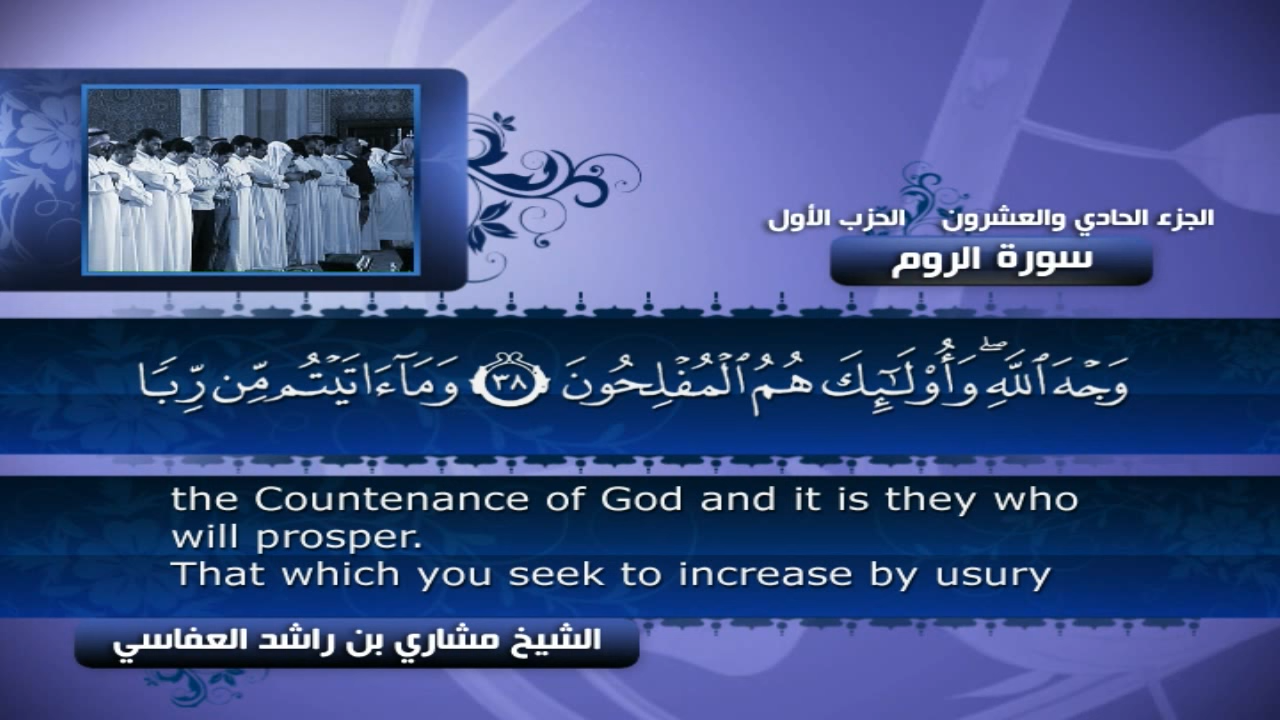 الجزء الحادي والعشرون الحزب الأول
سورة الروم
وَجْهَ ٱللَّهِ ۖ وَأُو۟لَـٰٓئِكَ هُمُ ٱلْمُفْلِحُونَ ٣٨ وَمَآ ءَاتَيْتُم مِّن رِّبًا
the Countenance of God and it is they who
will prosper.
That which you seek to increase by usury
الشيخ مشاري بن راشد العفاسي